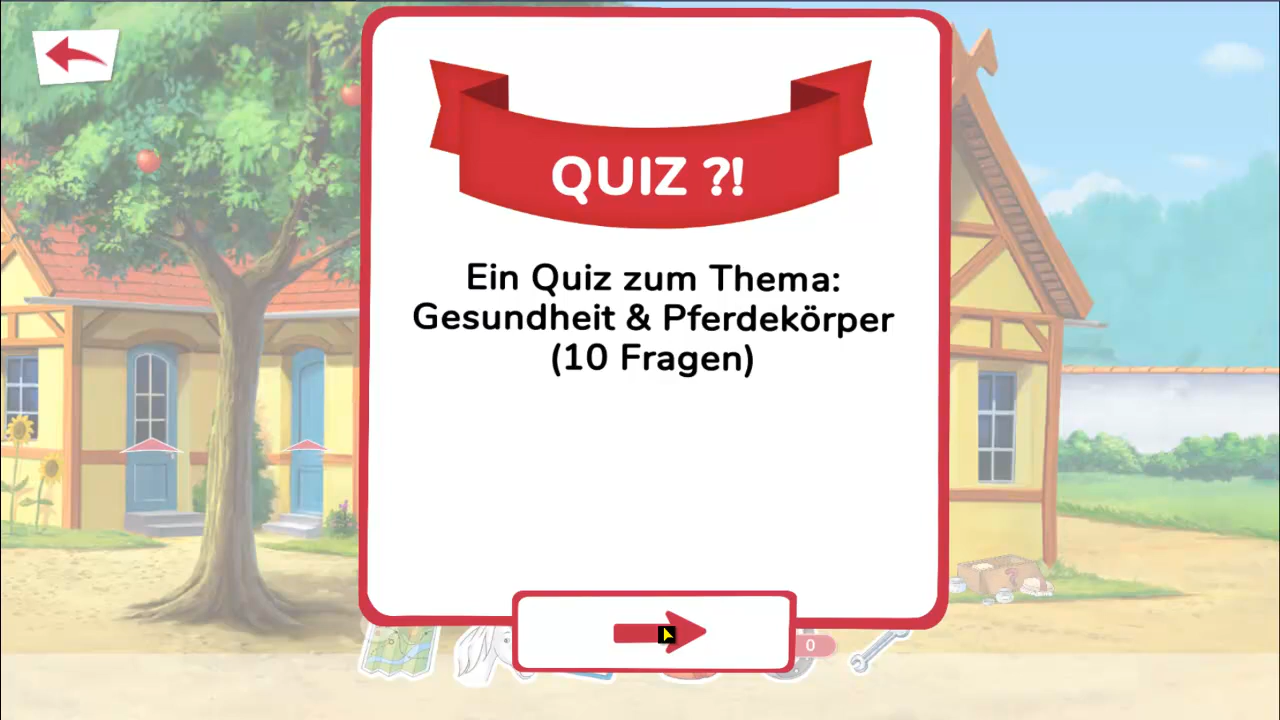 QUIZ ?!
Ein Quiz zum Thema:
Gesundheit & Pferdekörper
(10 Fragen)
0